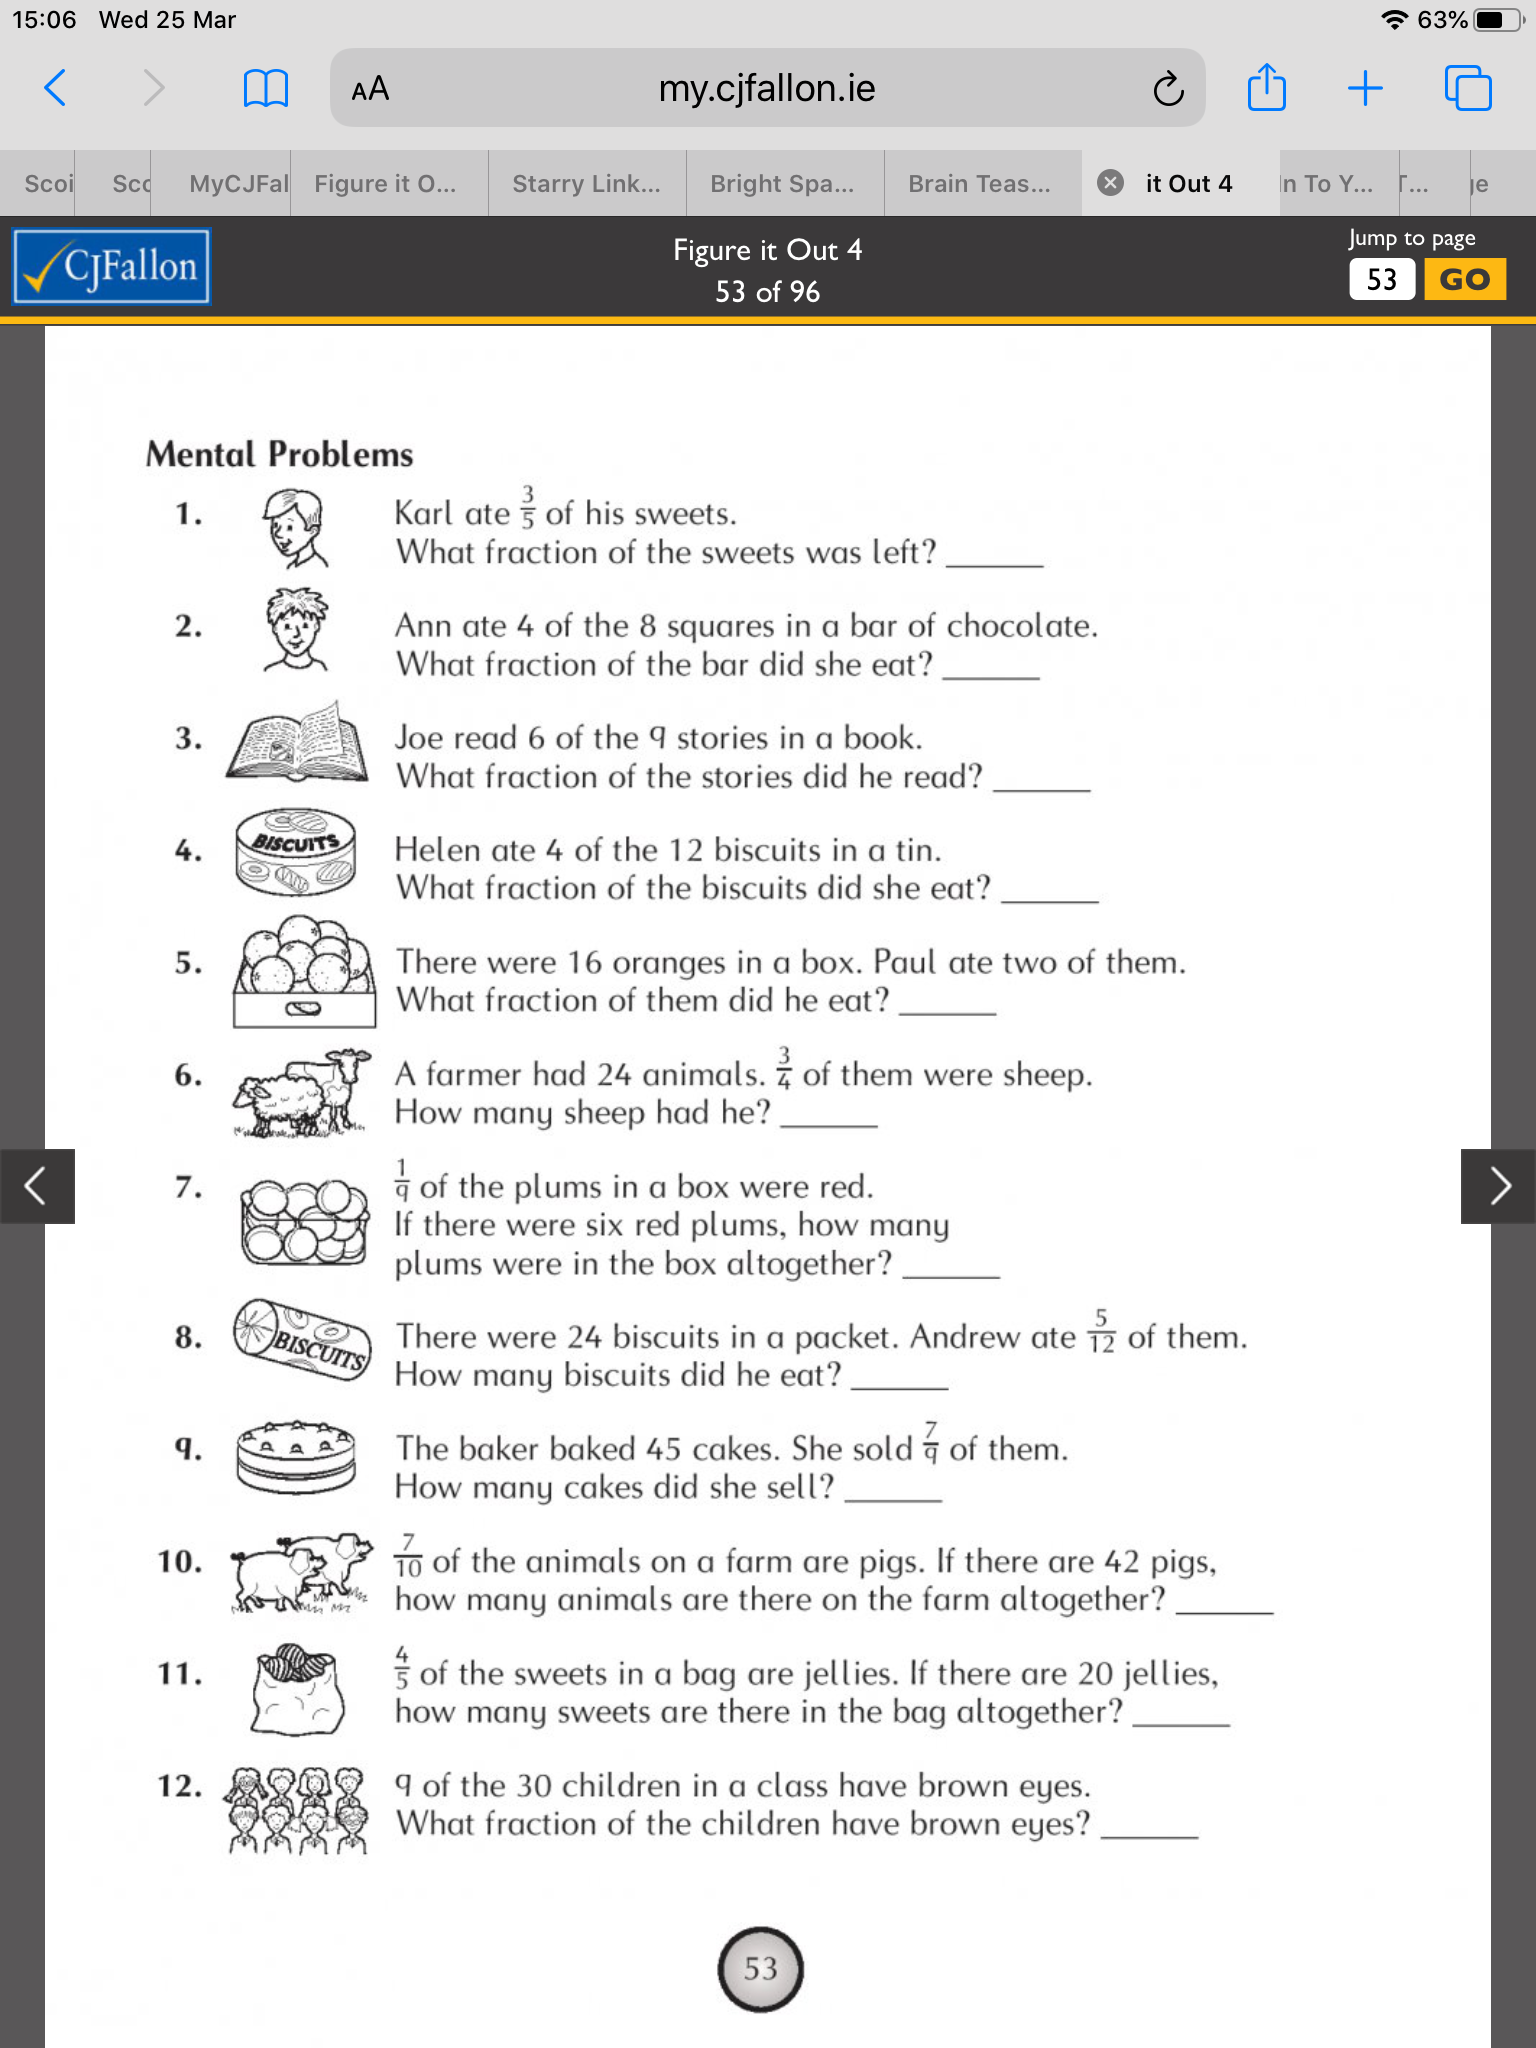 15:06 Wed 25 Mar 63%
AA my.cjfallon.ie
Scoi Scc MyCJFal Figure it O... Starry Link... Bright Spa... Brain Teas... it Out 4 In To Y... T... ge
CJFallon
Figure it Out 4
53 of 96
Jump to page
53 GO
Mental Problems
1. Karl ate 3/5 of his sweets.
What fraction of the sweets was left? ______
2. Ann ate 4 of the 8 squares in a bar of chocolate.
What fraction of the bar did she eat? ______
3. Joe read 6 of the 9 stories in a book.
What fraction of the stories did he read? ______
BISCUITS
4. Helen ate 4 of the 12 biscuits in a tin.
What fraction of the biscuits did she eat? ______
5. There were 16 oranges in a box. Paul ate two of them.
What fraction of them did he eat? ______
6. A farmer had 24 animals. 3/4 of them were sheep.
How many sheep had he? ______
7. 1/9 of the plums in a box were red.
If there were six red plums, how many
plums were in the box altogether? ______
8. There were 24 biscuits in a packet. Andrew ate 5/12 of them.
BISCUITS
How many biscuits did he eat? ______
9. The baker baked 45 cakes. She sold 7/9 of them.
How many cakes did she sell? ______
10. 7/10 of the animals on a farm are pigs. If there are 42 pigs,
how many animals are there on the farm altogether? ______
11. 4/5 of the sweets in a bag are jellies. If there are 20 jellies,
how many sweets are there in the bag altogether? ______
12. 9 of the 30 children in a class have brown eyes.
What fraction of the children have brown eyes? ______
53